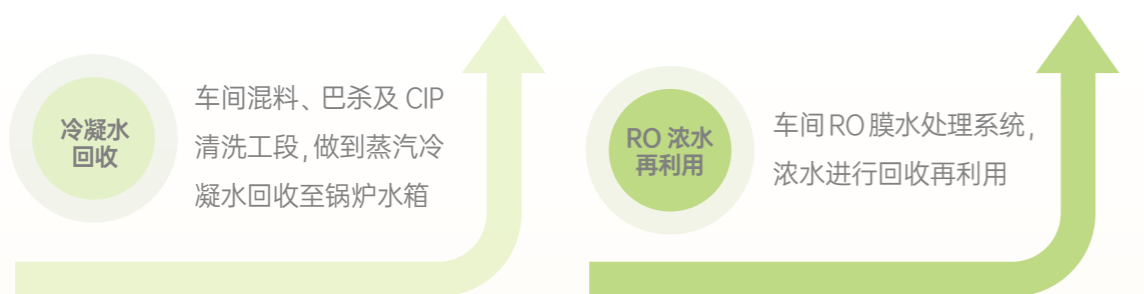 冷凝水
回收
车间混料、巴杀及 CIP
清洗工段,做到蒸汽冷
凝水回收至锅炉水箱
RO 浓水
再利用
车间RO膜水处理系统,
浓水进行回收再利用